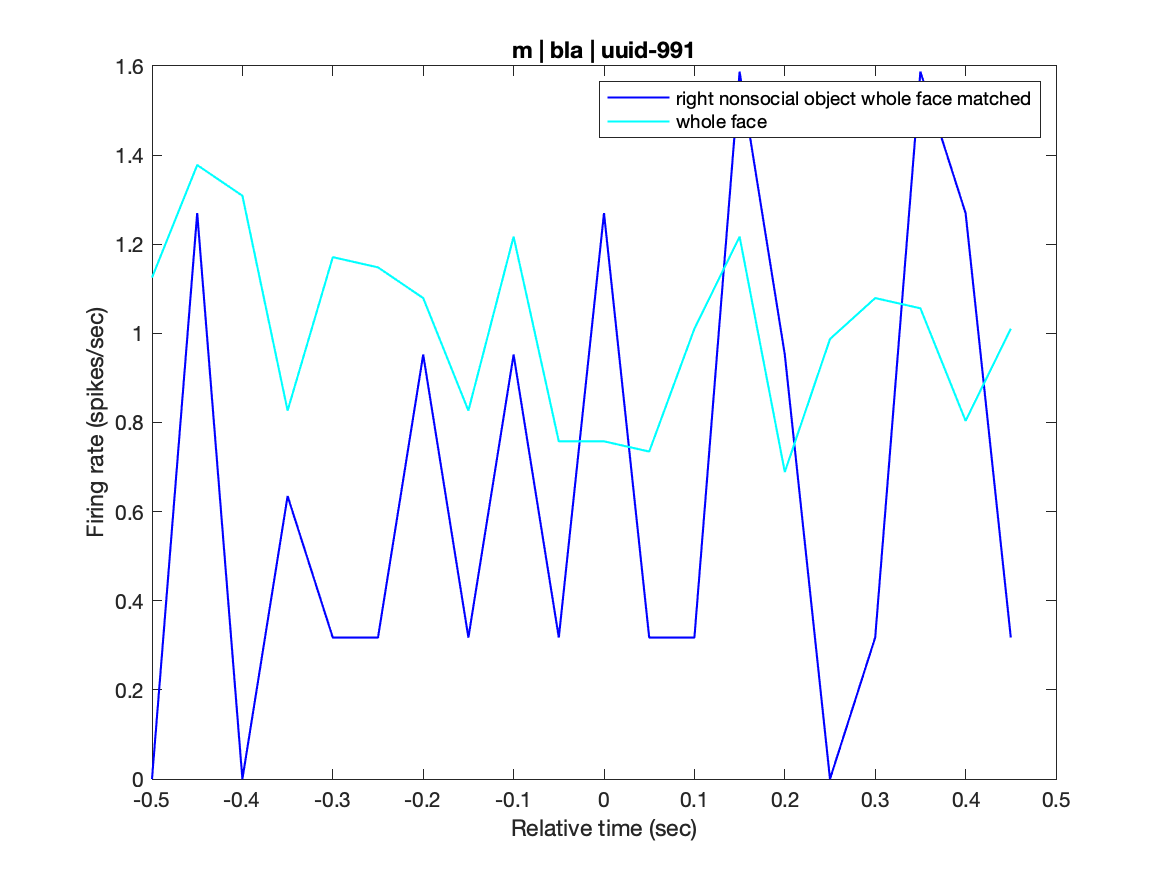 m | bla | uuid-991
right nonsocial object whole face matched
whole face
Firing rate (spikes/sec)
1.6
1.4
1.2
1
0.8
0.6
0.4
0.2
0
-0.5 -0.4 -0.3 -0.2 -0.1 0 0.1 0.2 0.3 0.4 0.5
Relative time (sec)